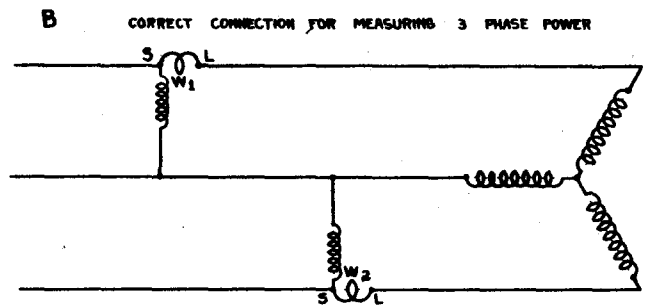 B CORRECT CONNECTION FOR MEASURING 3 PHASE POWER
S L
W1
W2
S L